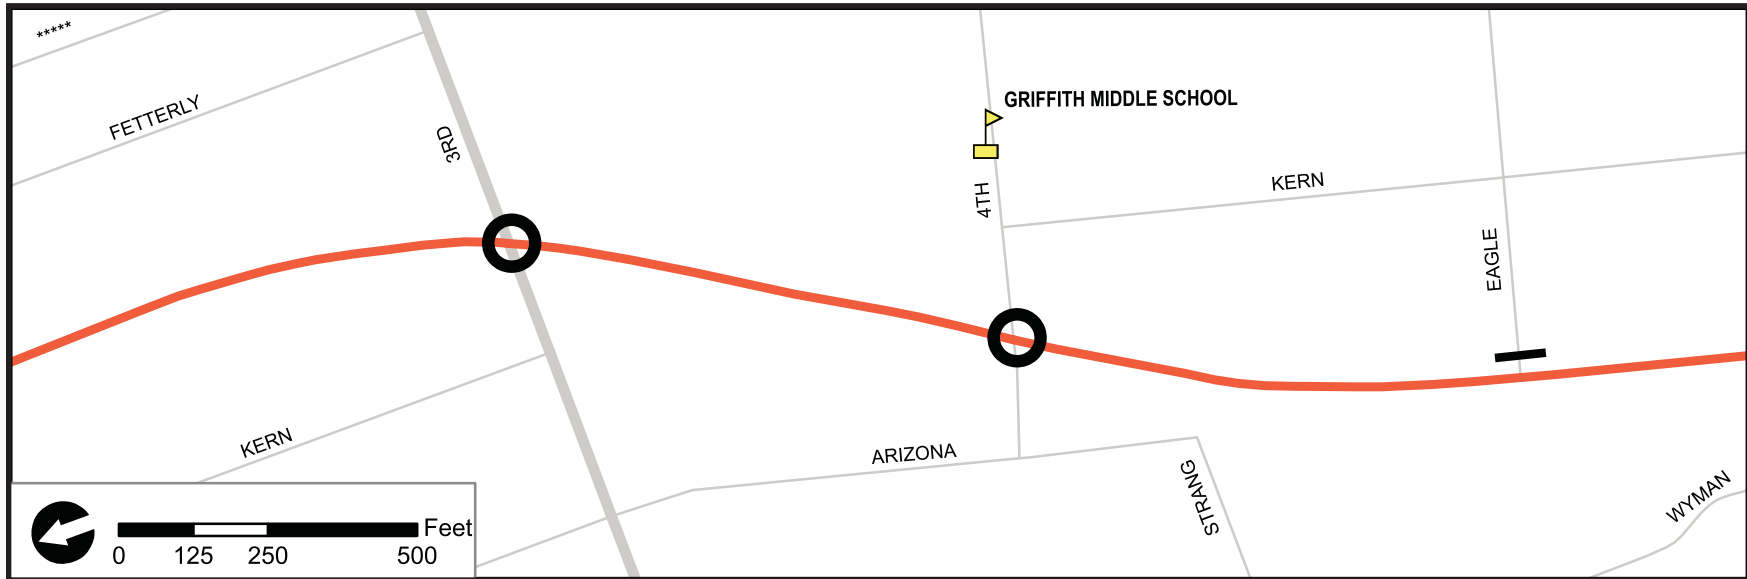 *****
FETTERLY
3RD
GRIFFITH MIDDLE SCHOOL
4TH
KERN
EAGLE
KERN
ARIZONA
STRANG
WYMAN
Feet
0 125 250 500